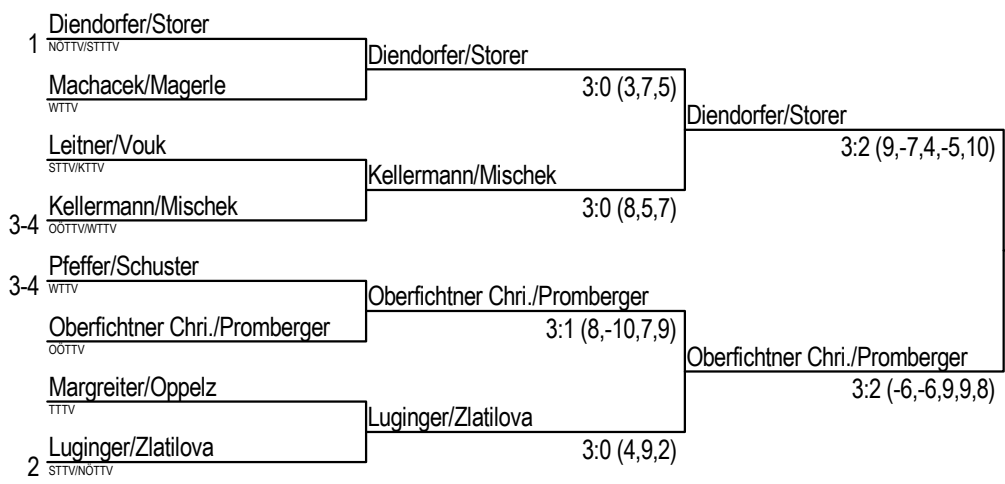 Diendorfer/Storer
1 NÖTTV/STTTV
Diendorfer/Storer
Machacek/Magerle
3:0 (3,7,5)
WTTV
Diendorfer/Storer
Leitner/Vouk
3:2 (9,-7,4,-5,10)
STTV/KTTV
Kellermann/Mischek
Kellermann/Mischek
3:0 (8,5,7)
3-4 OÖTTV/WTTV
Pfeffer/Schuster
3-4 WTTV
Oberfichtner Chri./Promberger
Oberfichtner Chri./Promberger
3:1 (8,-10,7,9)
OÖTTV
Oberfichtner Chri./Promberger
Margreiter/Oppelz
3:2 (-6,-6,9,9,8)
TTTV
Luginger/Zlatilova
Luginger/Zlatilova
3:0 (4,9,2)
2 STTV/NÖTTV